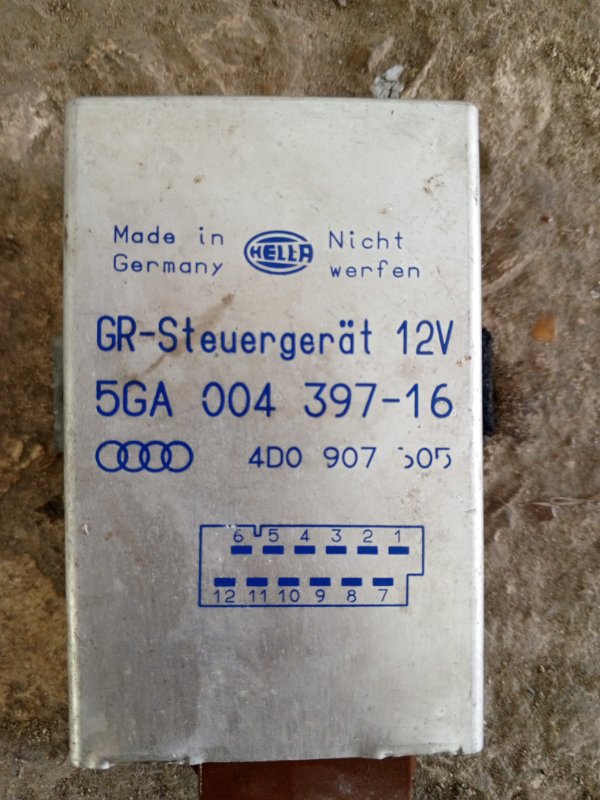 Made in
Germany
HELLA
Nicht
werfen
GR-Steuergerät 12V
5GA 004 397-16
4D0 907
6 5 4 3 2 1
12 11 10 9 8 7